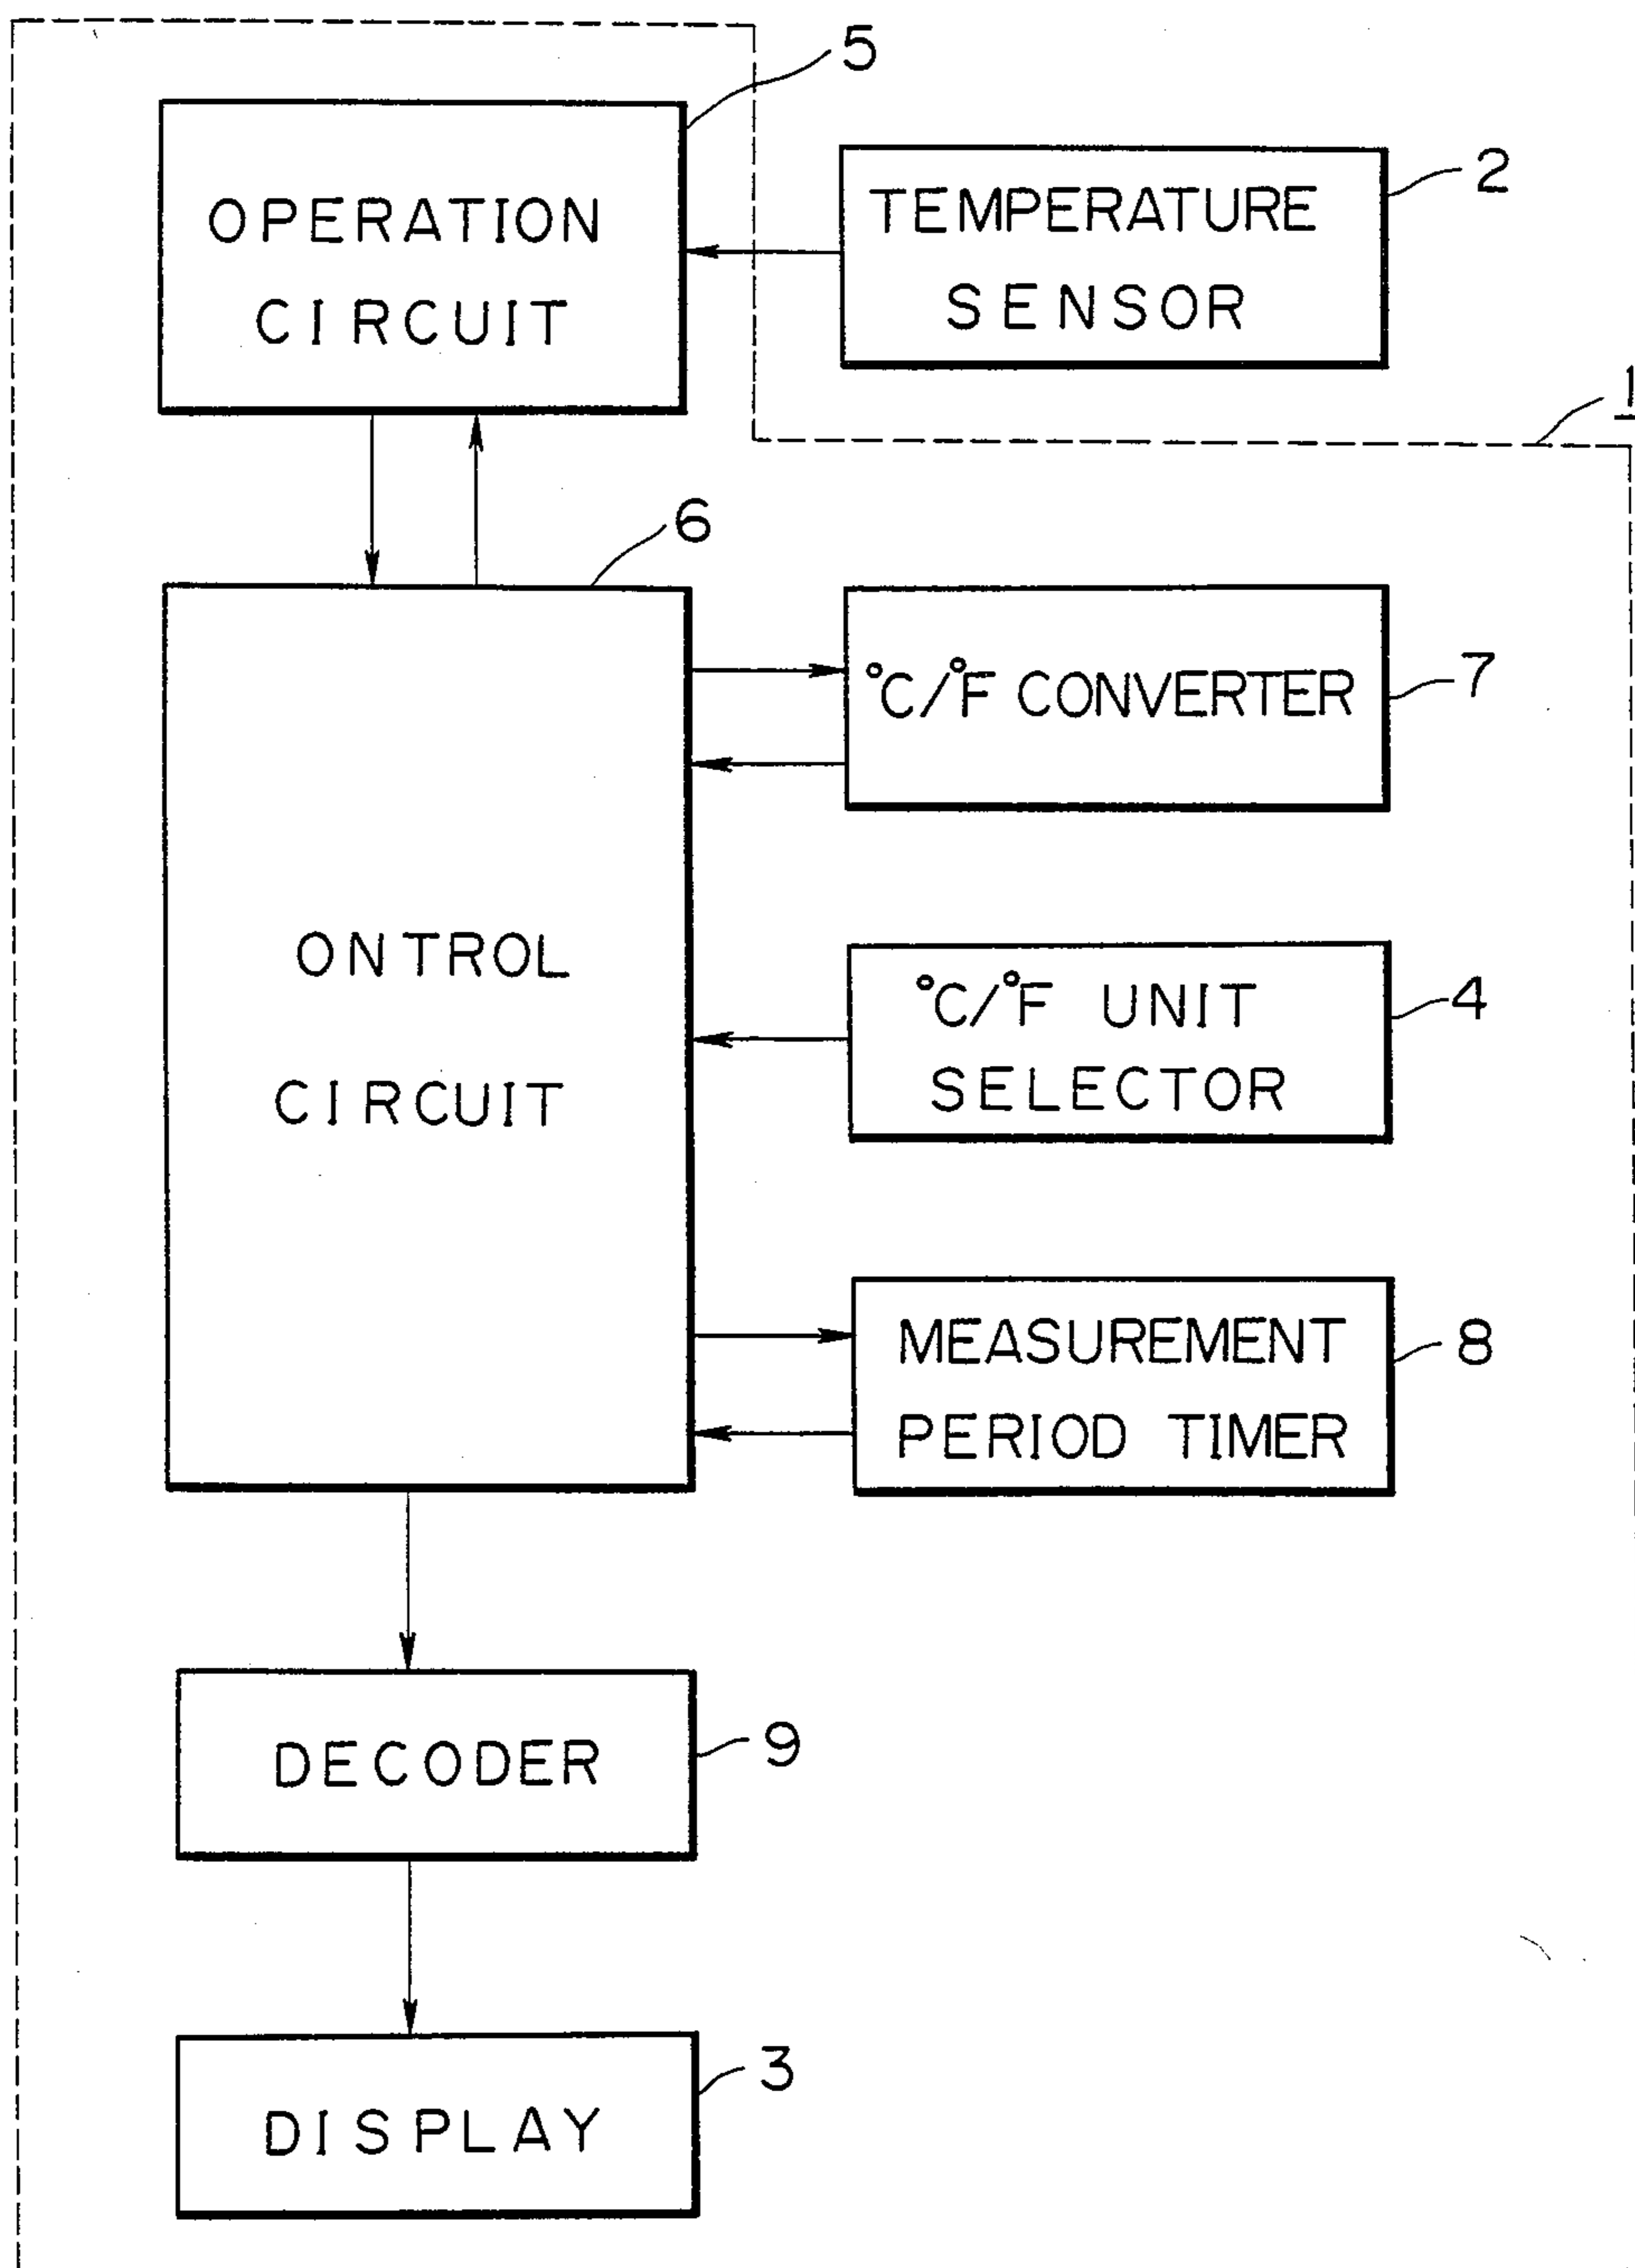 5
OPERATION
CIRCUIT
2
TEMPERATURE
SENSOR
1
6
ONTROL
CIRCUIT
7
°C/°F CONVERTER
4
°C/°F UNIT
SELECTOR
8
MEASUREMENT
PERIOD TIMER
9
DECODER
3
DISPLAY